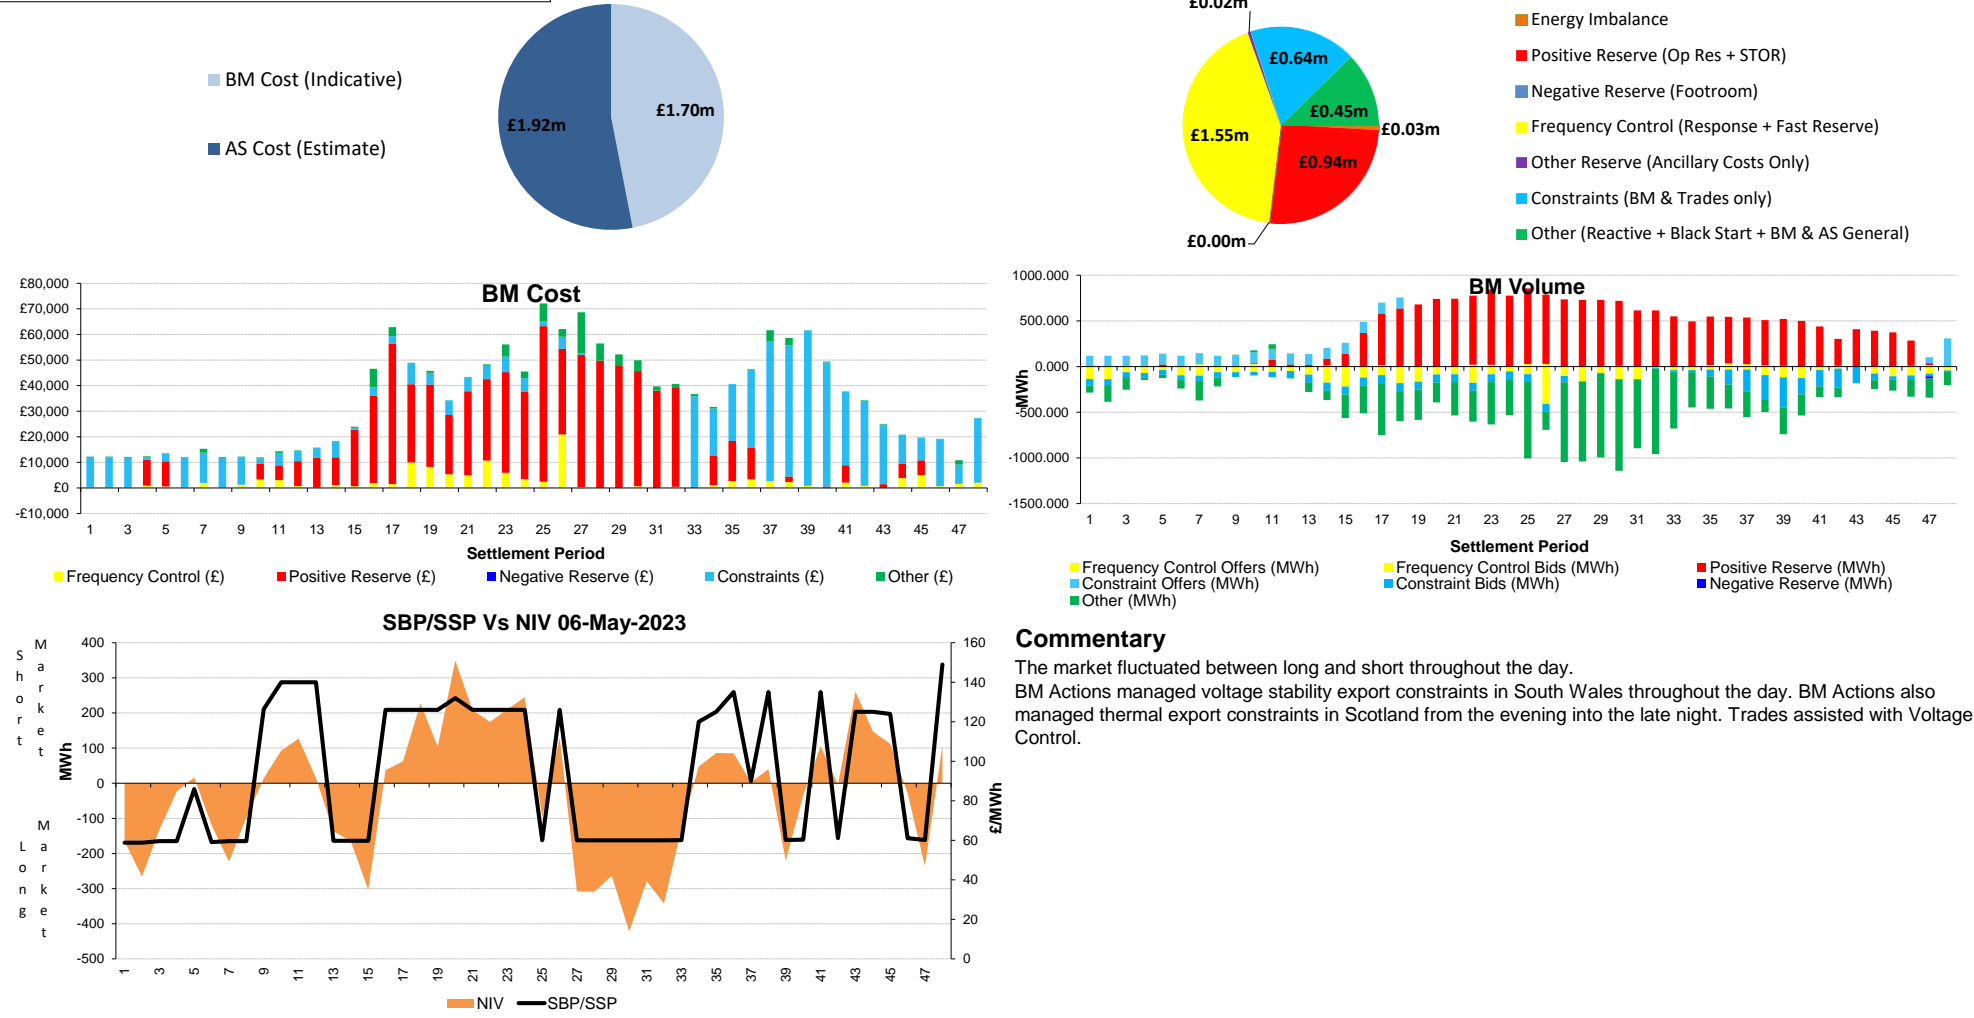 BM Cost (Indicative)
AS Cost (Estimate)
£1.92m
£1.70m
£0.02m
£0.64m
£0.45m
£0.03m
£1.55m
£0.94m
£0.00m
Energy Imbalance
Positive Reserve (Op Res + STOR)
Negative Reserve (Footroom)
Frequency Control (Response + Fast Reserve)
Other Reserve (Ancillary Costs Only)
Constraints (BM & Trades only)
Other (Reactive + Black Start + BM & AS General)
BM Cost
£80,000
£70,000
£60,000
£50,000
£40,000
£30,000
£20,000
£10,000
£0
-£10,000
1 3 5 7 9 11 13 15 17 19 21 23 25 27 29 31 33 35 37 39 41 43 45 47
Settlement Period
Frequency Control (£) Positive Reserve (£) Negative Reserve (£) Constraints (£) Other (£)
BM Volume
1000.000
500.000
0.000
-500.000
-1000.000
-1500.000
MWh
1 3 5 7 9 11 13 15 17 19 21 23 25 27 29 31 33 35 37 39 41 43 45 47
Settlement Period
Frequency Control Offers (MWh) Frequency Control Bids (MWh) Positive Reserve (MWh)
Constraint Offers (MWh) Constraint Bids (MWh) Negative Reserve (MWh)
Other (MWh)
SBP/SSP Vs NIV 06-May-2023
Short Market
Long Market
MWh
400
300
200
100
0
-100
-200
-300
-400
-500
160
140
120
100
80
60
40
20
0
£/MWh
1 3 5 7 9 11 13 15 17 19 21 23 25 27 29 31 33 35 37 39 41 43 45 47
NIV SBP/SSP
Commentary
The market fluctuated between long and short throughout the day.
BM Actions managed voltage stability export constraints in South Wales throughout the day. BM Actions also
managed thermal export constraints in Scotland from the evening into the late night. Trades assisted with Voltage
Control.